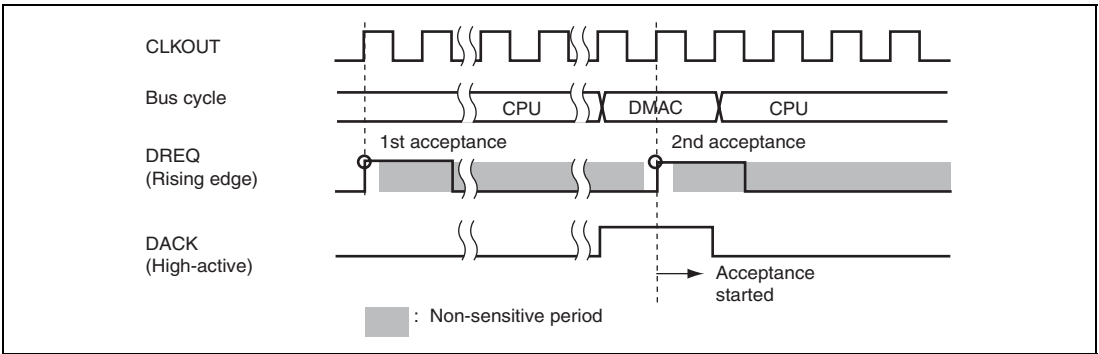 CLKOUT
Bus cycle
CPU
DMAC
CPU
DREQ
(Rising edge)
1st acceptance
2nd acceptance
DACK
(High-active)
Acceptance
started
: Non-sensitive period